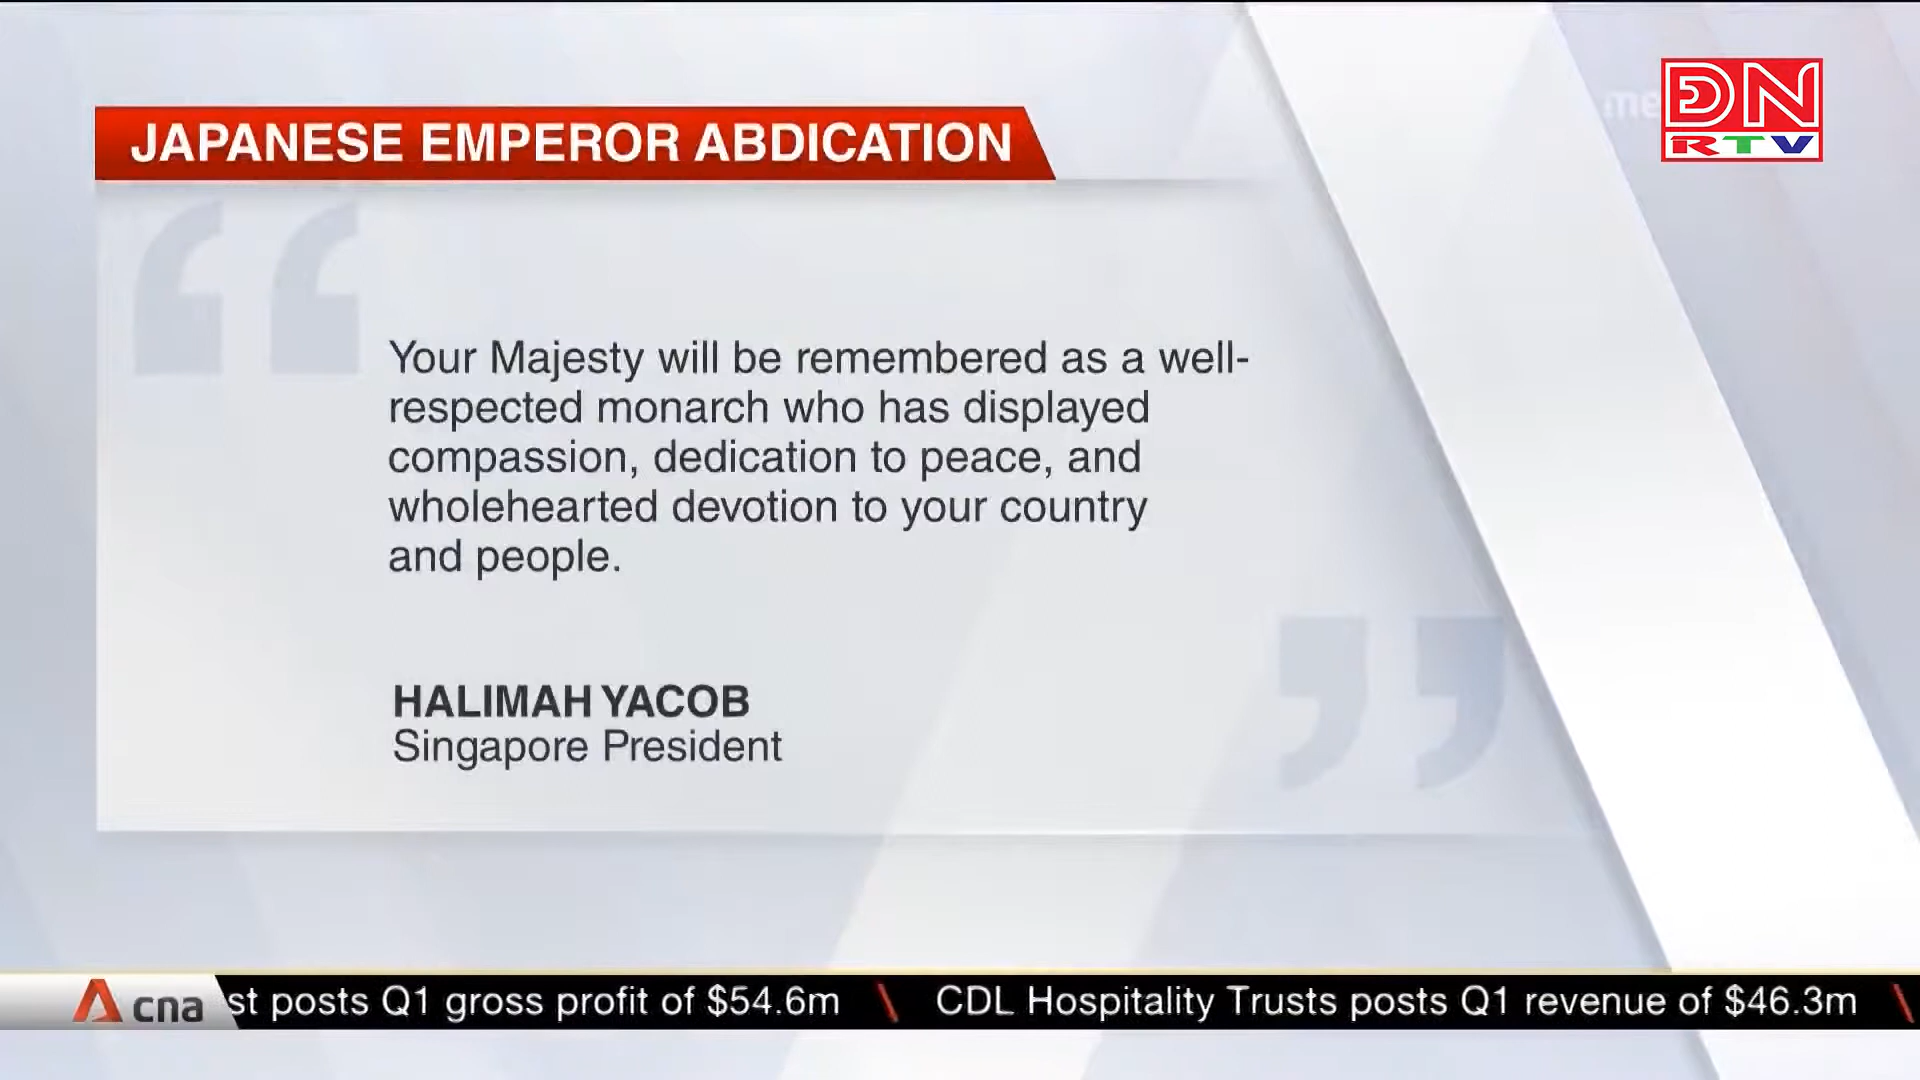 me
DN
RTV
JAPANESE EMPEROR ABDICATION
Your Majesty will be remembered as a well-
respected monarch who has displayed
compassion, dedication to peace, and
wholehearted devotion to your country
and people.
HALIMAH YACOB
Singapore President
cna
st posts Q1 gross profit of $54.6m \ CDL Hospitality Trusts posts Q1 revenue of $46.3m \